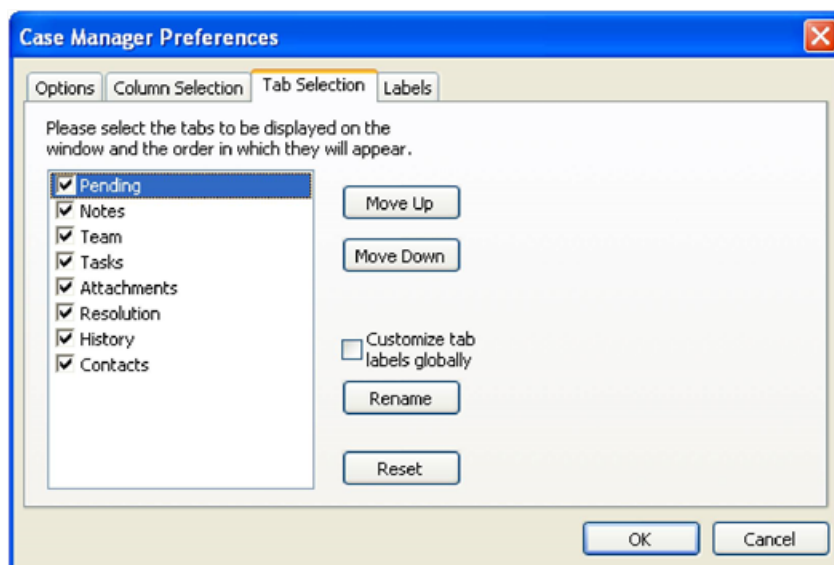 Case Manager Preferences
Options
Column Selection
Tab Selection
Labels
Please select the tabs to be displayed on the
window and the order in which they will appear.
Pending
Notes
Team
Tasks
Attachments
Resolution
History
Contacts
Move Up
Move Down
Customize tab
labels globally
Rename
Reset
OK
Cancel